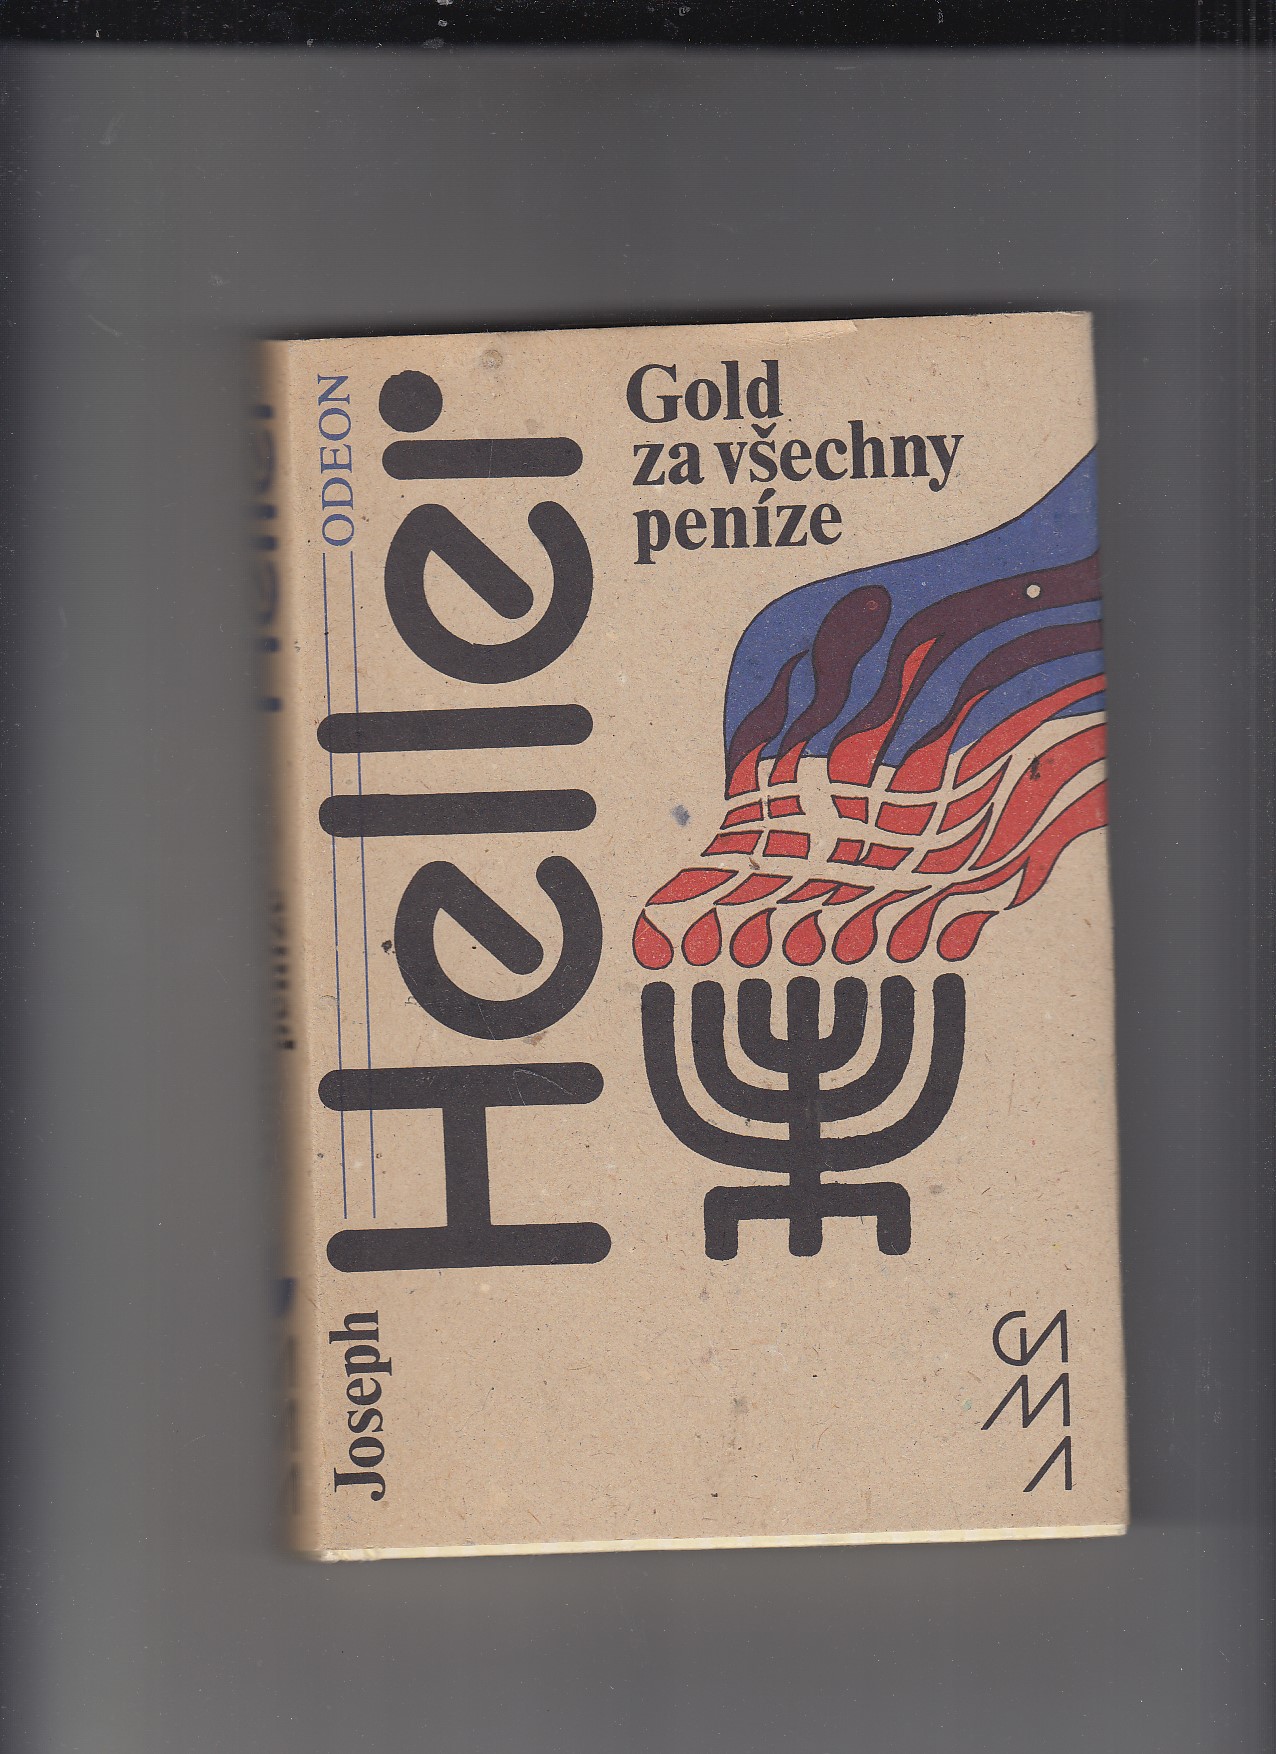 Joseph
Heller
ODEON
Gold
za všechny
peníze